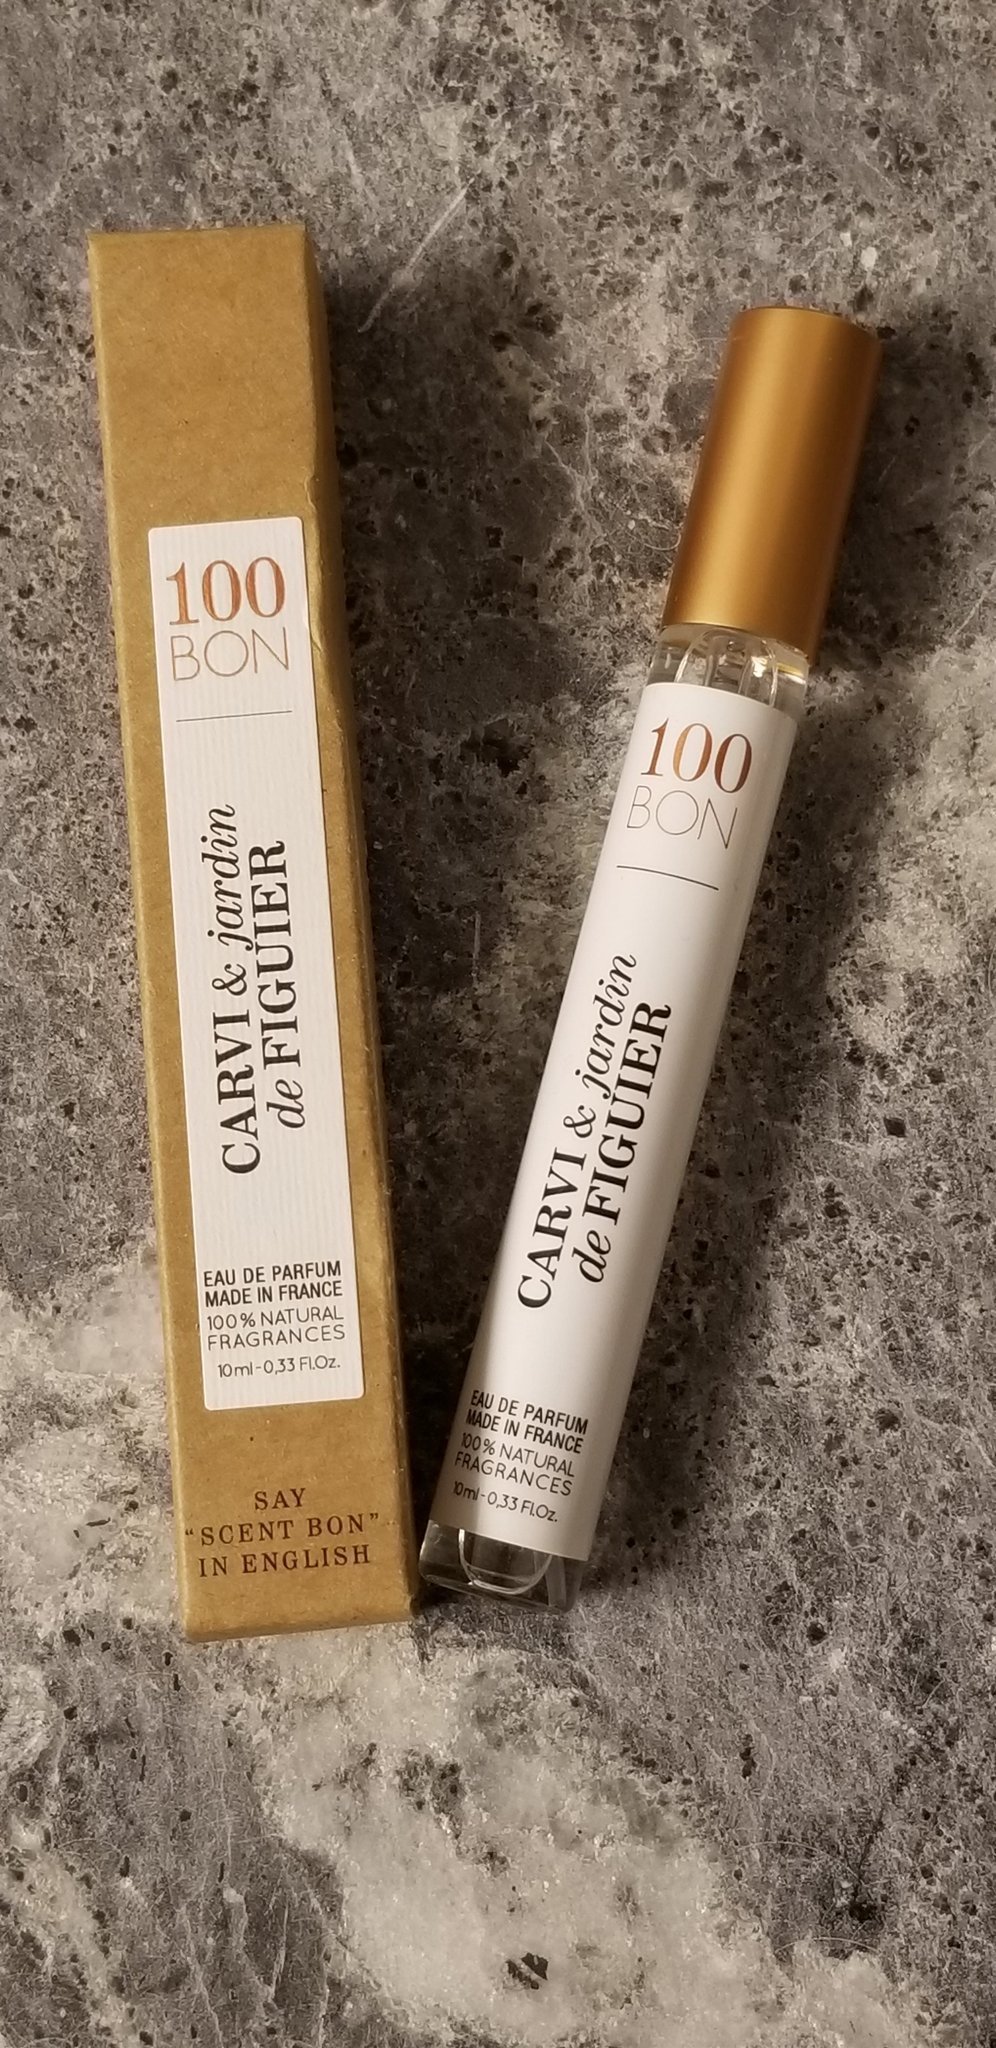 100
BON
CARVI & jardin
de FIGUIER
EAU DE PARFUM
MADE IN FRANCE
100% NATURAL
FRAGRANCES
10ml-0,33 Fl.Oz.
SAY
"SCENT BON"
IN ENGLISH
100
BON
CARVI & jardin
de FIGUIER
EAU DE PARFUM
MADE IN FRANCE
100% NATURAL
FRAGRANCES
10ml-0,33 Fl.Oz.